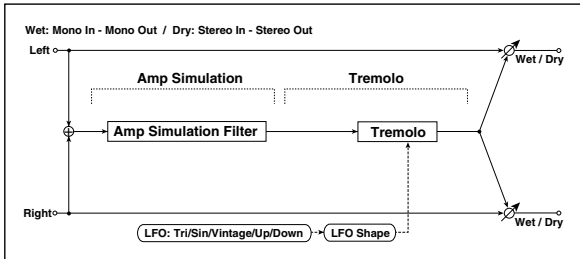 Wet: Mono In - Mono Out / Dry: Stereo In - Stereo Out
Left
Wet / Dry
Amp Simulation
Tremolo
Amp Simulation Filter
Tremolo
Right
Wet / Dry
LFO: Tri/Sin/Vintage/Up/Down
LFO Shape